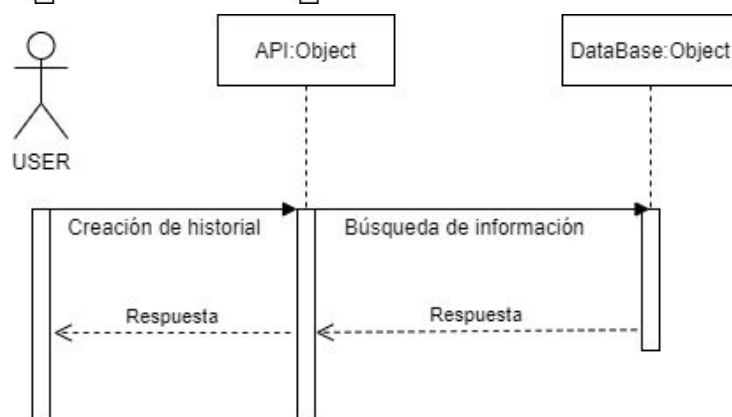 API:Object
DataBase:Object
USER
Creación de historial
Búsqueda de información
Respuesta
Respuesta